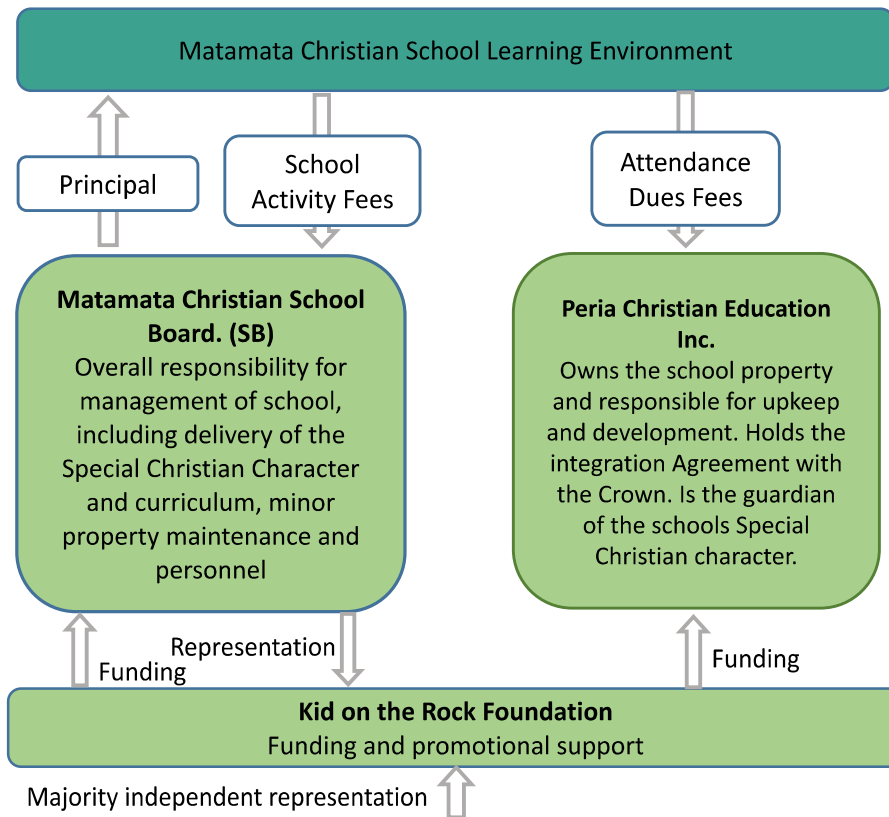 Matamata Christian School Learning Environment
Principal
School
Activity Fees
Attendance
Dues Fees
Matamata Christian School
Board. (SB)
Overall responsibility for
management of school,
including delivery of the
Special Christian Character
and curriculum, minor
property maintenance and
personnel
Peria Christian Education
Inc.
Owns the school property
and responsible for upkeep
and development. Holds the
integration Agreement with
the Crown. Is the guardian
of the schools Special
Christian character.
Funding
Representation
Funding
Kid on the Rock Foundation
Funding and promotional support
Majority independent representation